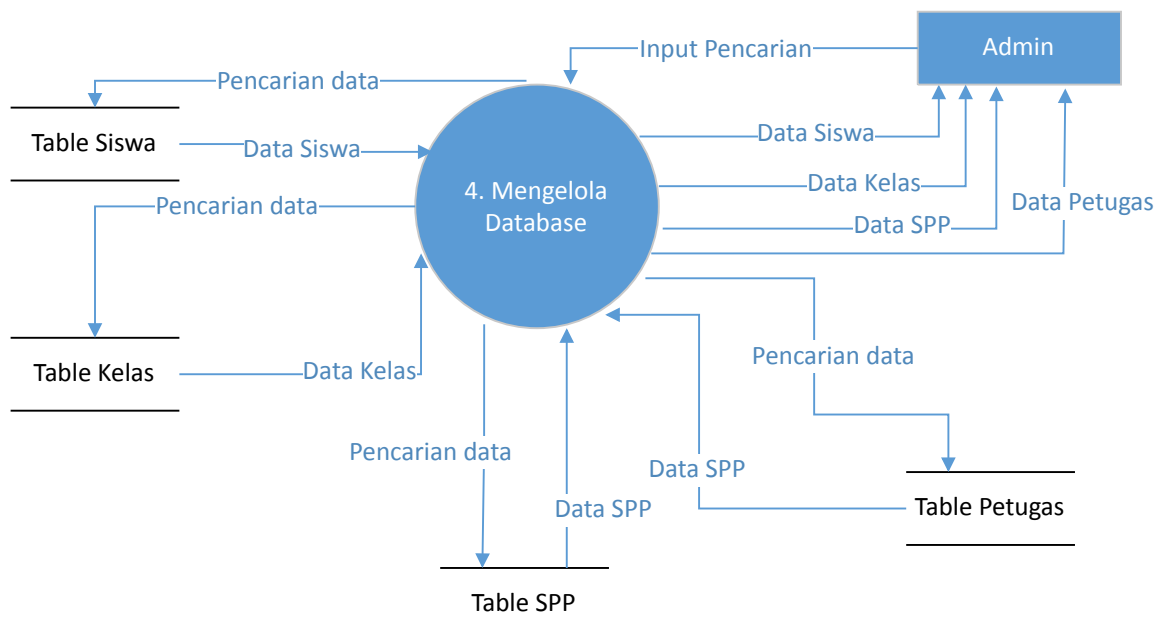 Input Pencarian
Admin
Pencarian data
Table Siswa
Data Siswa
Data Siswa
4. Mengelola
Database
Data Kelas
Pencarian data
Data Petugas
Data SPP
Pencarian data
Table Kelas
Data Kelas
Pencarian data
Data SPP
Data SPP
Table Petugas
Table SPP